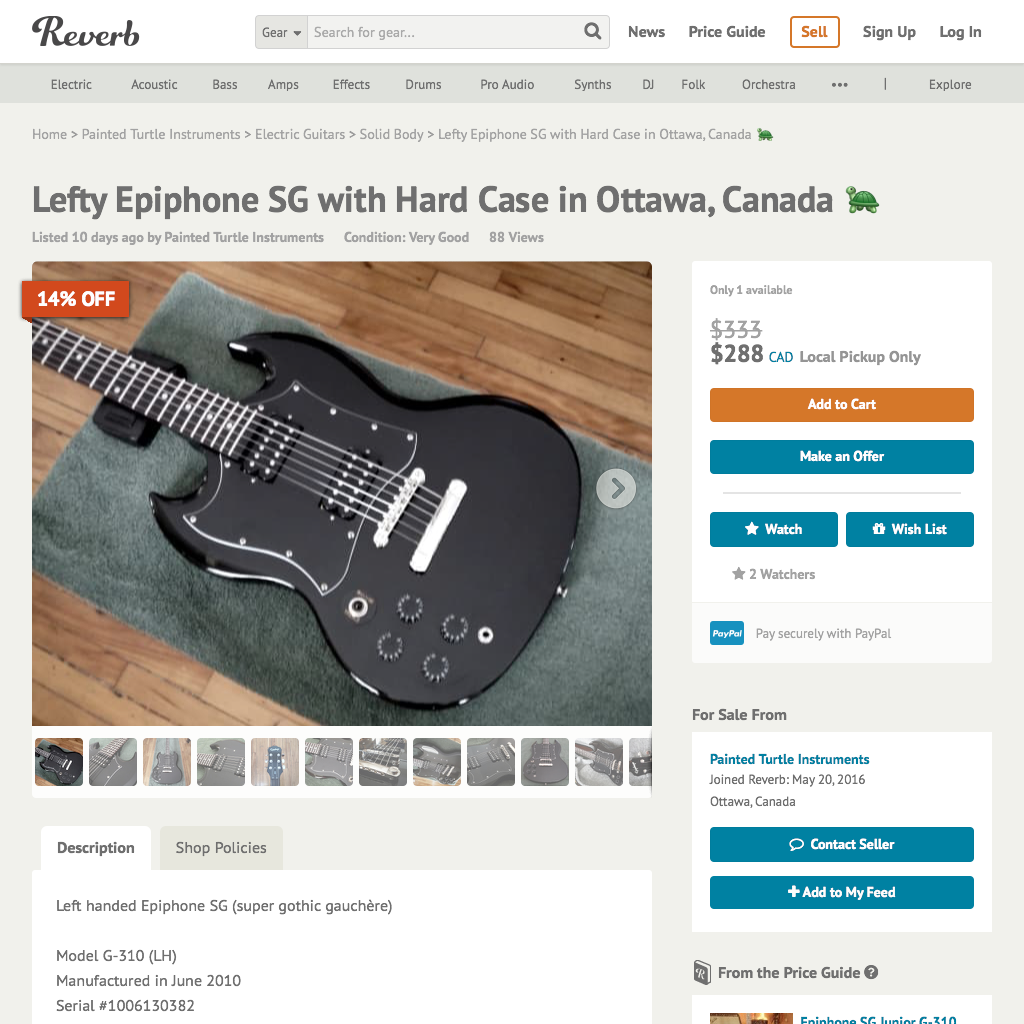 Reverb
Gear
Search for gear...
News
Price Guide
Sell
Sign Up
Log In
Electric
Acoustic
Bass
Amps
Effects
Drums
Pro Audio
Synths
DJ
Folk
Orchestra
•••
|
Explore
Home > Painted Turtle Instruments > Electric Guitars > Solid Body > Lefty Epiphone SG with Hard Case in Ottawa, Canada 🐢
Lefty Epiphone SG with Hard Case in Ottawa, Canada 🐢
Listed 10 days ago by Painted Turtle Instruments
Condition: Very Good
88 Views
14% OFF
Only 1 available
$333
$288 CAD Local Pickup Only
Add to Cart
Make an Offer
Watch
Wish List
2 Watchers
PayPal
Pay securely with PayPal
For Sale From
Painted Turtle Instruments
Joined Reverb: May 20, 2016
Ottawa, Canada
Contact Seller
Add to My Feed
Description
Shop Policies
Left handed Epiphone SG (super gothic gauchère)
Model G-310 (LH)
Manufactured in June 2010
Serial #1006130382
From the Price Guide ?
Epiphone SG Junior G-310